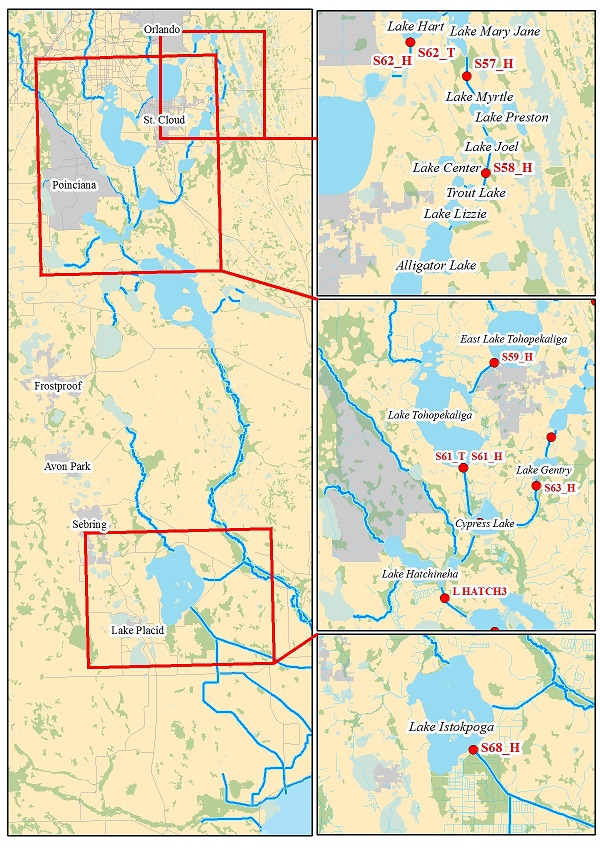 Orlando
St. Cloud
Poinciana
Frostproof
Avon Park
Sebring
Lake Placid
Lake Hart
Lake Mary Jane
S62_H
S62_T
S57_H
Lake Myrtle
Lake Preston
Lake Joel
Lake Center
S58_H
Trout Lake
Lake Lizzie
Alligator Lake
East Lake Tohopekaliga
S59_H
Lake Tohopekaliga
S61_T S61_H
Lake Gentry
S63_H
Cypress Lake
Lake Hatchineha
L HATCH3
Lake Istokpoga
S68_H